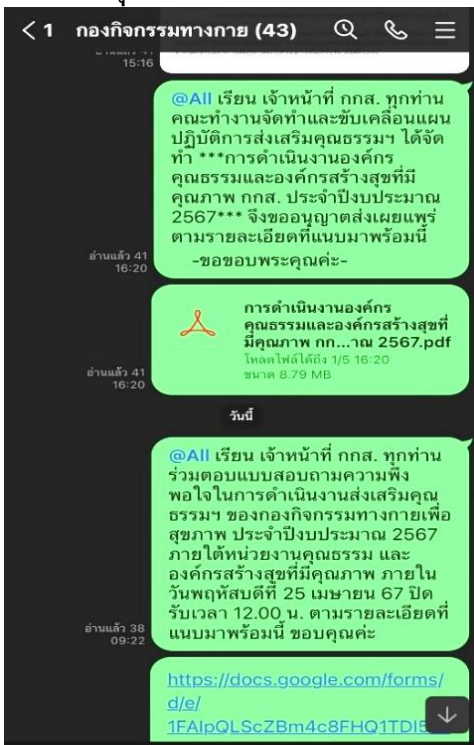 < 1 กองกิจกรรมทางกาย (43)
15:16
@All เรียน เจ้าหน้าที่ กกส. ทุกท่าน
คณะทำงานจัดทำและขับเคลื่อนแผน
ปฏิบัติการส่งเสริมคุณธรรมฯ ได้จัด
ทำ ***การดำเนินงานองค์กร
คุณธรรมและองค์กรสร้างสุขที่มี
คุณภาพ กกส. ประจำปีงบประมาณ
2567*** จึงขออนุญาตส่งเผยแพร่
ตามรายละเอียดที่แนบมาพร้อมนี้
-ขอขอบพระคุณค่ะ-
อ่านแล้ว 41
16:20
การดำเนินงานองค์กร
คุณธรรมและองค์กรสร้างสุขที่
มีคุณภาพ กก...าณ 2567.pdf
โหลดไฟล์ได้ถึง 1/5 16:20
ขนาด 8.79 MB
อ่านแล้ว 41
16:20
วันนี้
@All เรียน เจ้าหน้าที่ กกส. ทุกท่าน
ร่วมตอบแบบสอบถามความพึง
พอใจในการดำเนินงานส่งเสริมคุณ
ธรรมฯ ของกองกิจกรรมทางกายเพื่อ
สุขภาพ ประจำปีงบประมาณ 2567
ภายใต้หน่วยงานคุณธรรม และ
องค์กรสร้างสุขที่มีคุณภาพ ภายใน
วันพฤหัสบดีที่ 25 เมษายน 67 ปิด
รับเวลา 12.00 น. ตามรายละเอียดที่
แนบมาพร้อมนี้ ขอบคุณค่ะ
อ่านแล้ว 38
09:22
https://docs.google.com/forms/
d/e/
1FAIpQLScZBm4c8FHQ1TDI5